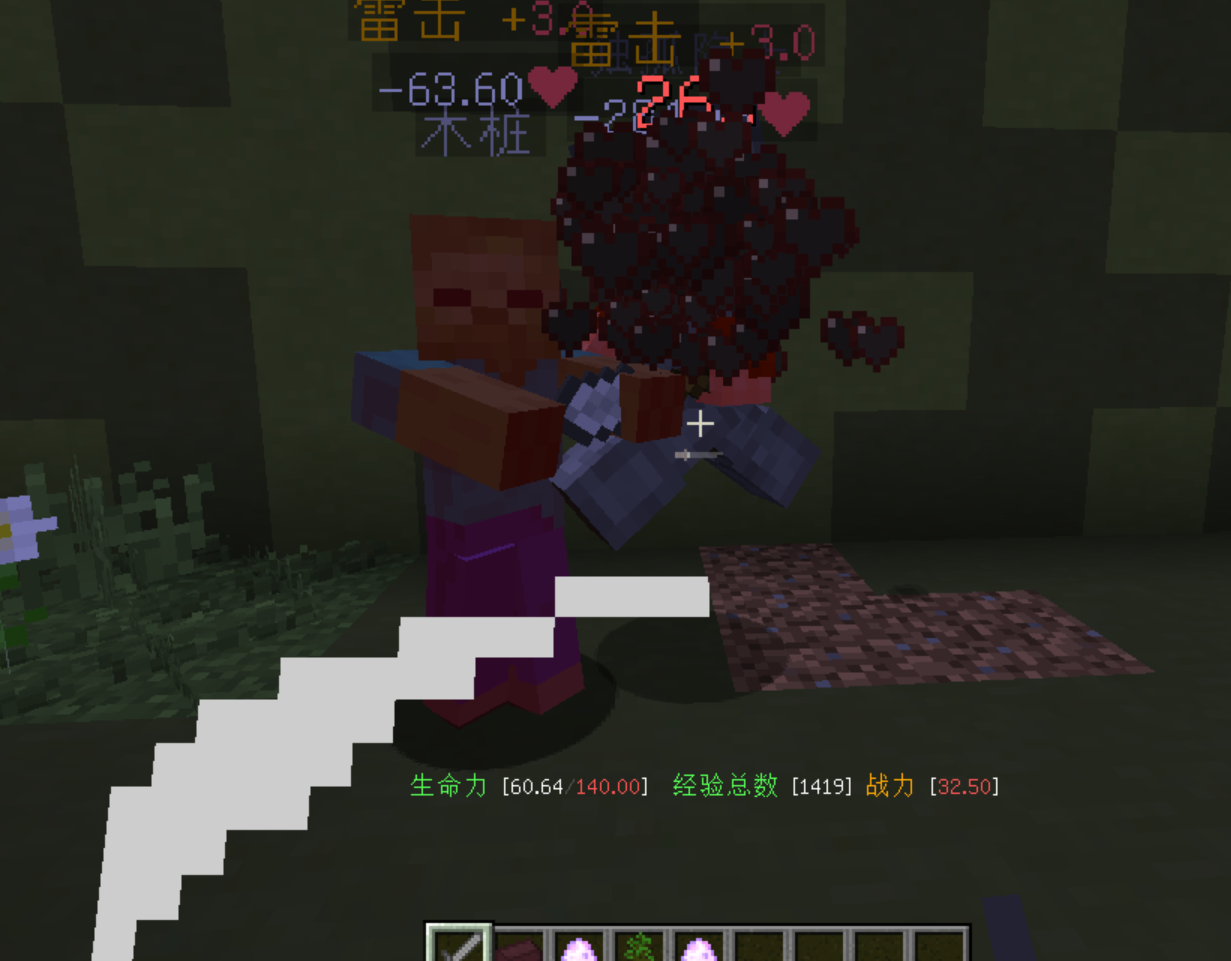 雷击 +3.0
雷击 +3.0
-63.60
木桩
生命力 [60.64/140.00] 经验总数 [1419] 战力 [32.50]